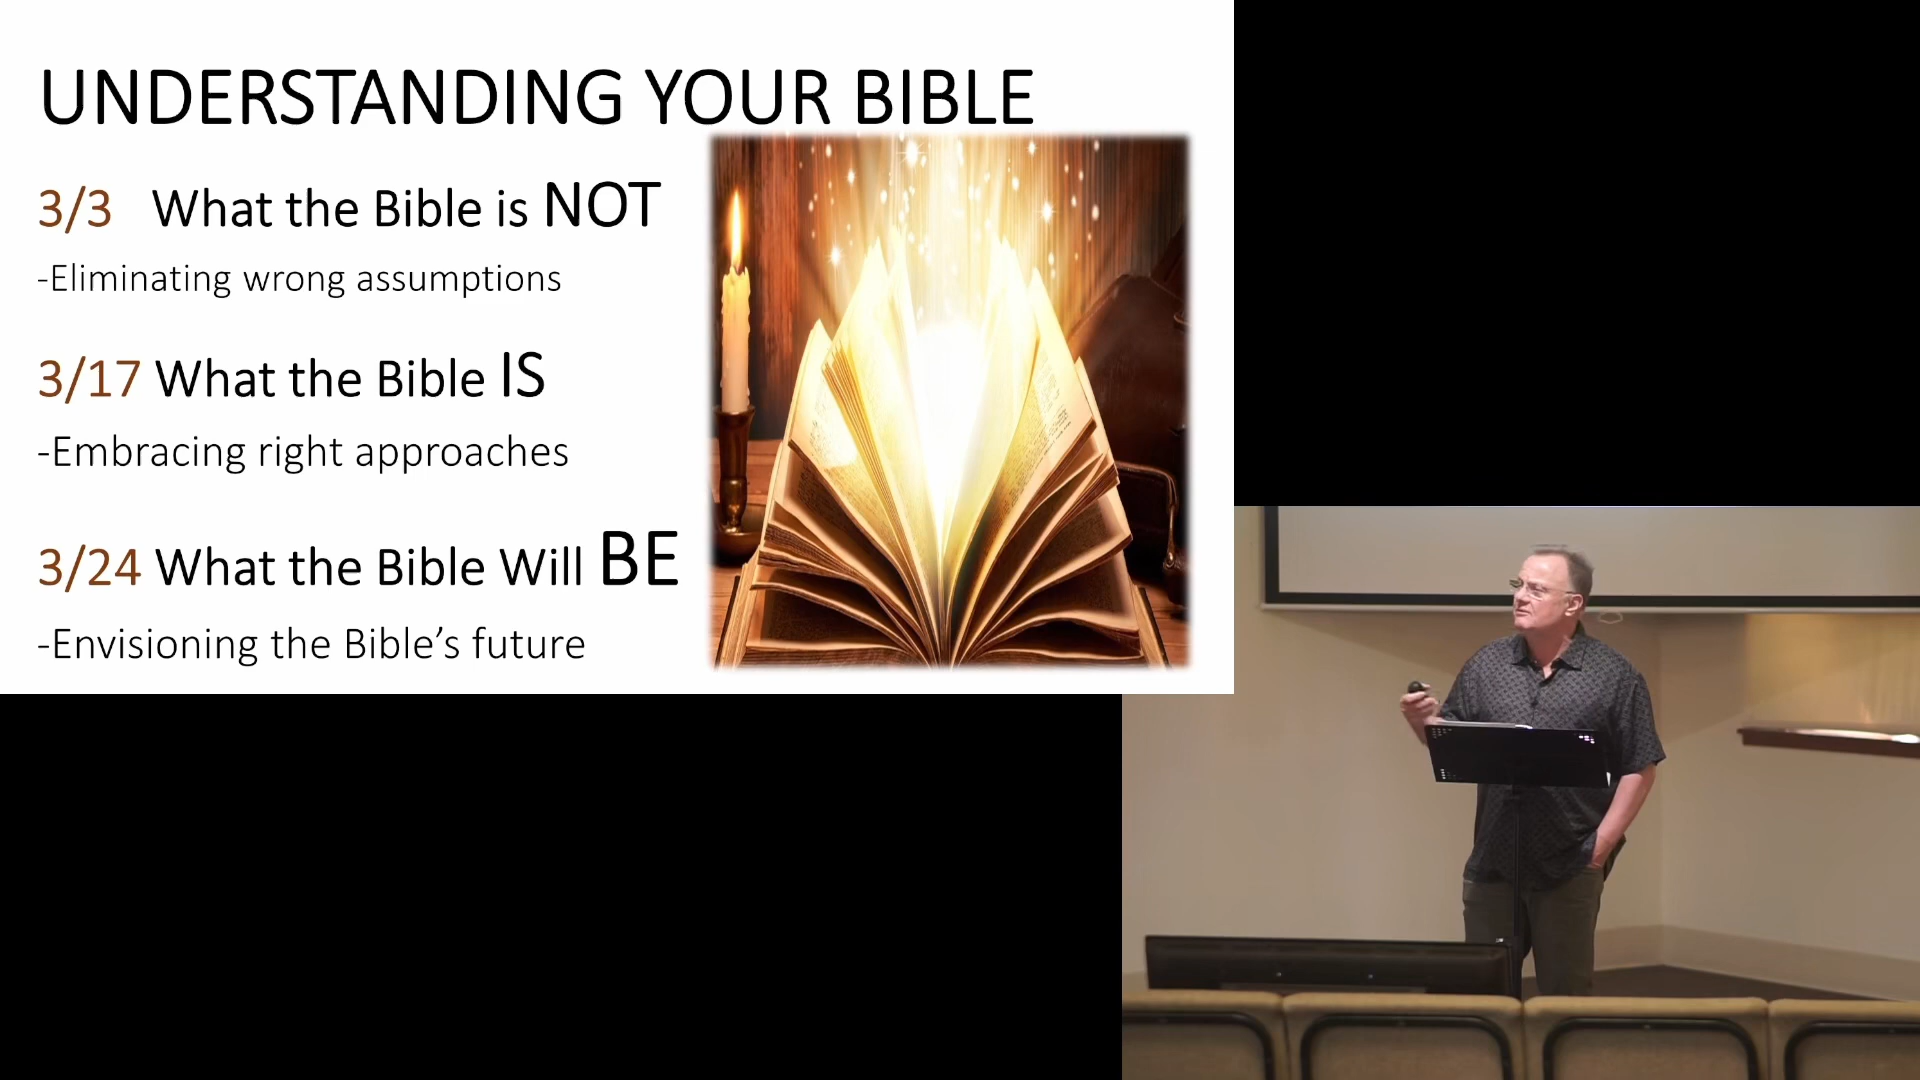 UNDERSTANDING YOUR BIBLE
3/3 What the Bible is NOT
-Eliminating wrong assumptions
3/17 What the Bible IS
-Embracing right approaches
3/24 What the Bible Will BE
-Envisioning the Bible’s future